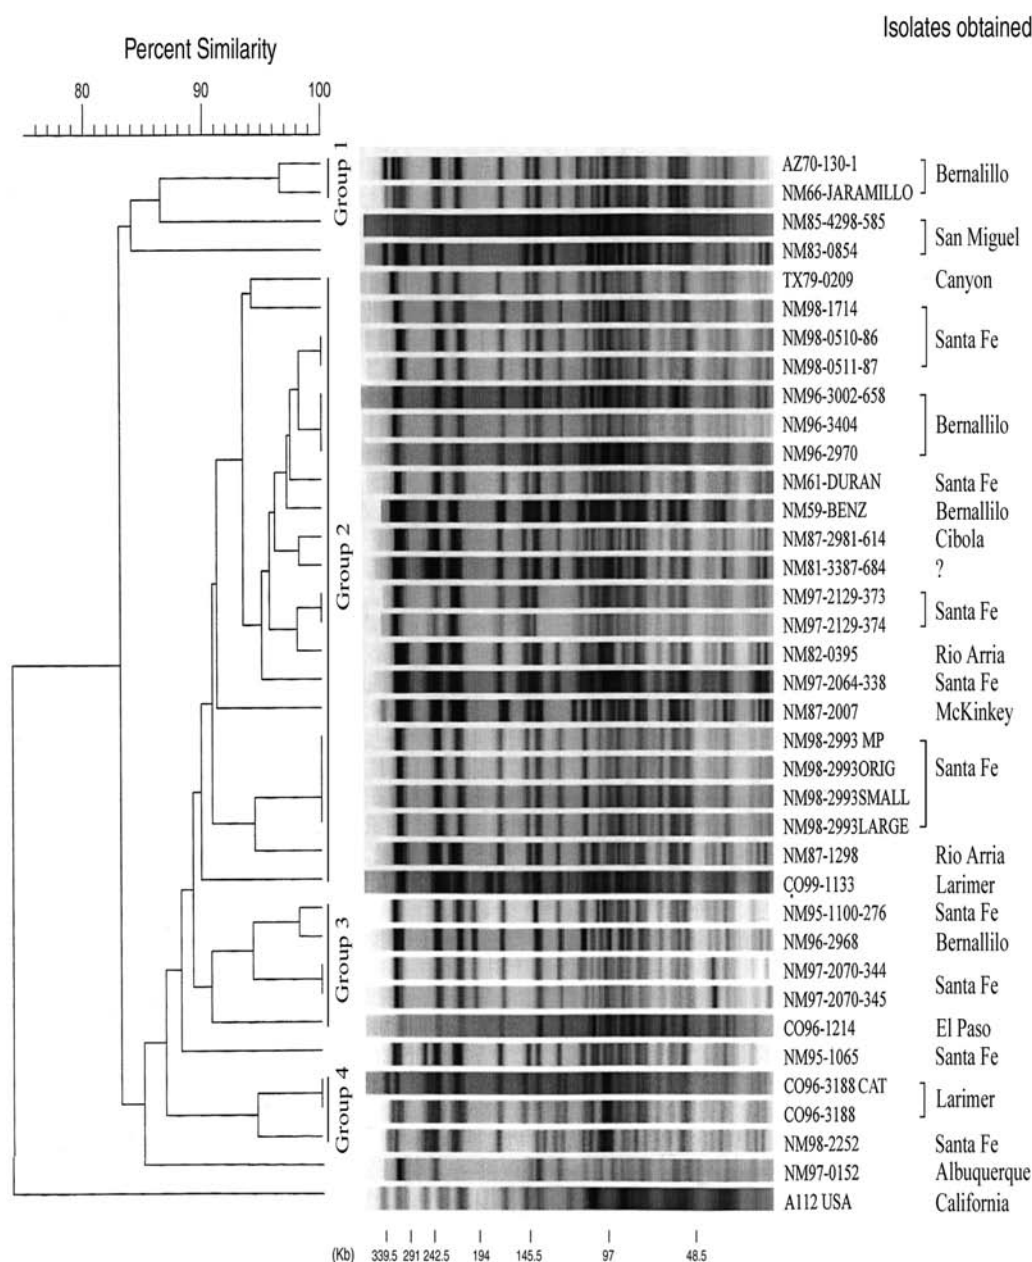 Isolates obtained
Percent Similarity
80 90 100
Group 1
AZ70-130-1
NM66-JARAMILLO
Bernalillo
NM85-4298-585
NM83-0854
San Miguel
TX79-0209 Canyon
NM98-1714
NM98-0510-86
Santa Fe
NM98-0511-87
NM96-3002-658
NM96-3404
Bernallilo
NM96-2970
NM61-DURAN Santa Fe
Group 2
NM59-BENZ Bernallilo
NM87-2981-614 Cibola
NM81-3387-684 ?
NM97-2129-373
NM97-2129-374
Santa Fe
NM82-0395 Rio Arria
NM97-2064-338 Santa Fe
NM87-2007 McKinkey
NM98-2993 MP
NM98-2993ORIG
Santa Fe
NM98-2993SMALL
NM98-2993LARGE
NM87-1298 Rio Arria
CO99-1133 Larimer
Group 3
NM95-1100-276 Santa Fe
NM96-2968 Bernallilo
NM97-2070-344
NM97-2070-345
Santa Fe
CO96-1214 El Paso
NM95-1065 Santa Fe
Group 4
CO96-3188 CAT
CO96-3188
Larimer
NM98-2252 Santa Fe
NM97-0152 Albuquerque
A112 USA California
(Kb) 339.5 291 242.5 194 145.5 97 48.5